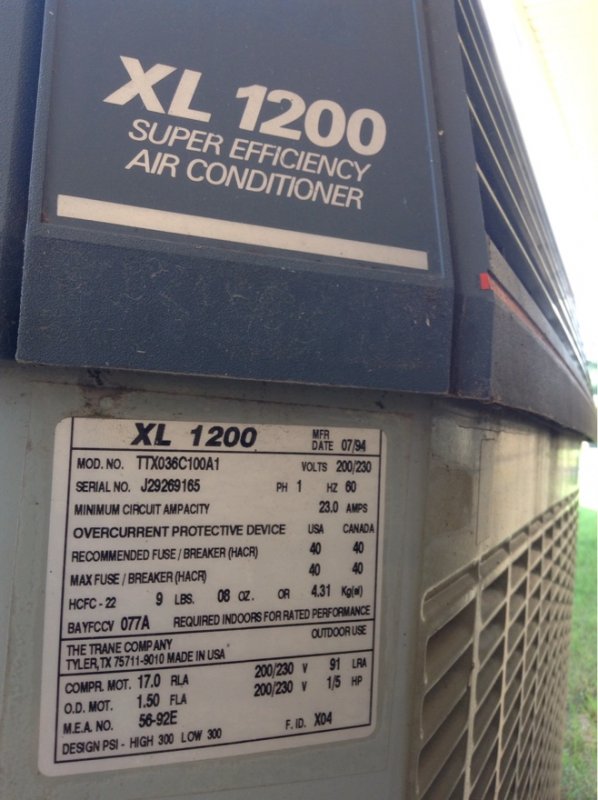 XL 1200
SUPER EFFICIENCY
AIR CONDITIONER
XL 1200 MFR DATE 07/94
MOD. NO. TTX036C100A1 VOLTS 200/230
SERIAL NO. J29269165 PH 1 HZ 60
MINIMUM CIRCUIT AMPACITY 23.0 AMPS
OVERCURRENT PROTECTIVE DEVICE USA CANADA
RECOMMENDED FUSE / BREAKER (HACR) 40 40
MAX FUSE / BREAKER (HACR) 40 40
HCFC - 22 9 LBS. 08 OZ. OR 4.31 Kg(si)
BAYFCCV 077A REQUIRED INDOORS FOR RATED PERFORMANCE
THE TRANE COMPANY OUTDOOR USE
TYLER, TX 75711-9010 MADE IN USA
COMPR. MOT. 17.0 RLA 200/230 V 91 LRA
O.D. MOT. 1.50 FLA 200/230 V 1/5 HP
M.E.A. NO. 56-92E F. ID. X04
DESIGN PSI - HIGH 300 LOW 300